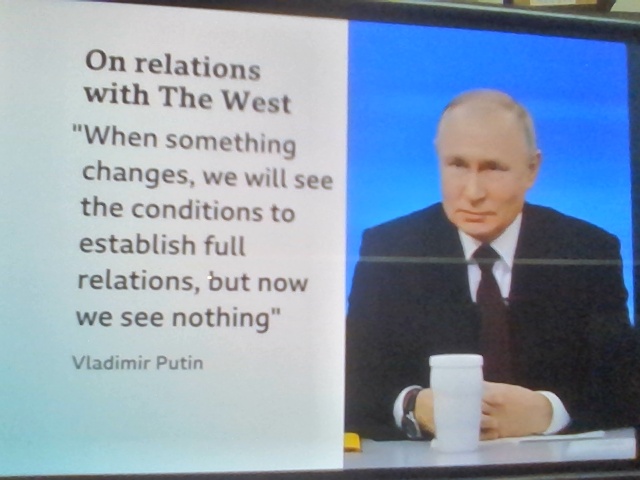 On relations
with The West
"When something
changes, we will see
the conditions to
establish full
relations, but now
we see nothing"
Vladimir Putin